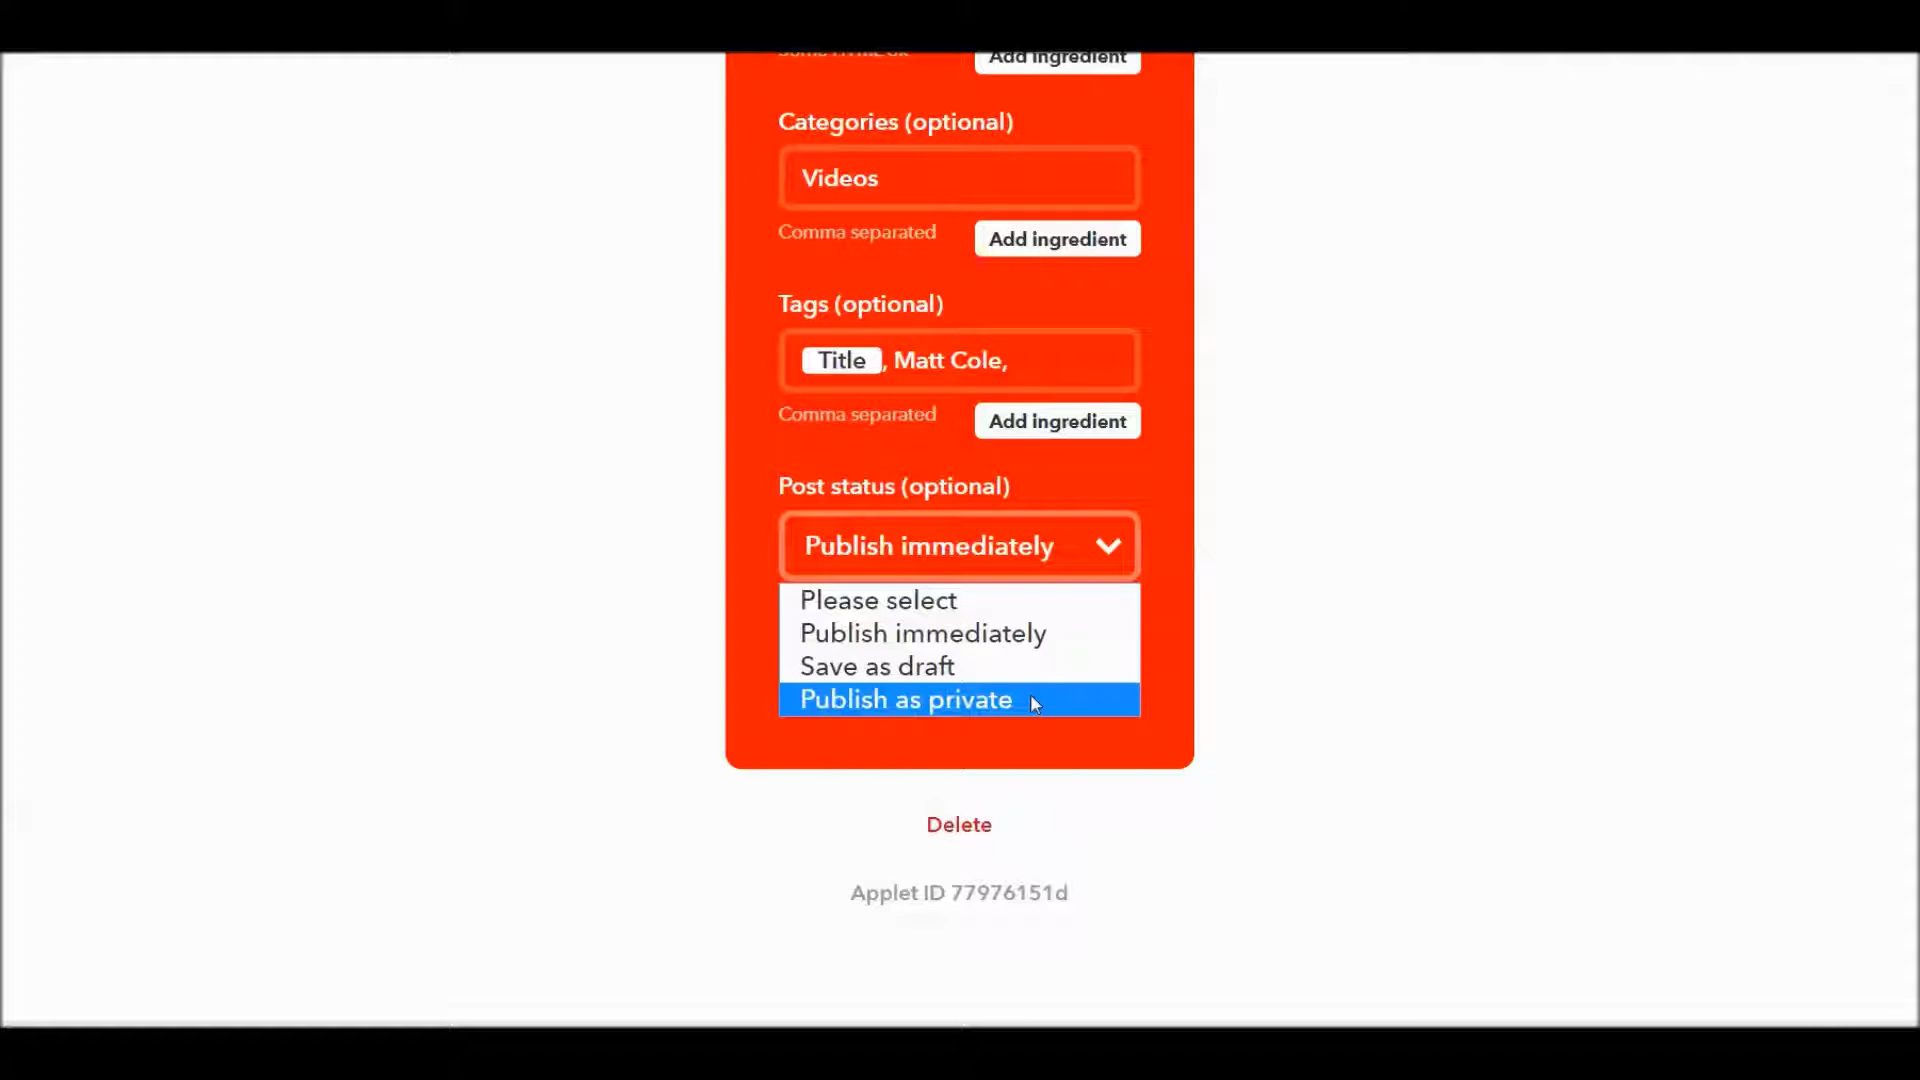 Add ingredient
Categories (optional)
Videos
Comma separated
Add ingredient
Tags (optional)
Title , Matt Cole,
Comma separated
Add ingredient
Post status (optional)
Publish immediately
Please select
Publish immediately
Save as draft
Publish as private
Delete
Applet ID 77976151d